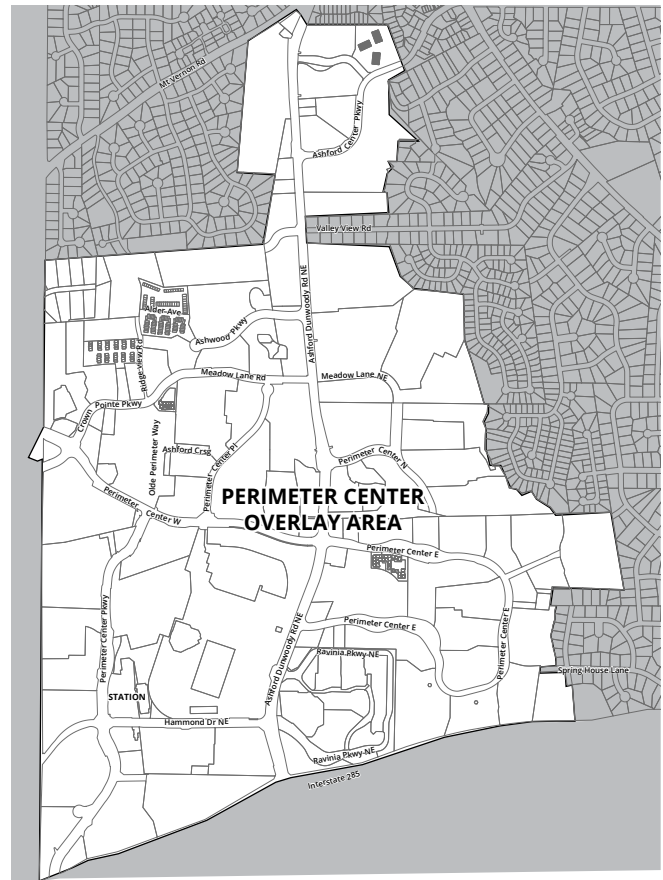 Mt Vernon Rd
Ashford Center Pkwy
Valley View Rd
Ashford Dunwoody Rd NE
Alder Ave
Ashwood Pkwy
Ridge View Rd
Meadow Lane Rd
Meadow Lane NE
Crown
Pointe Pkwy
Olde Perimeter Way
Ashford Crsg
Perimeter Center Pl
Perimeter Center N
Perimeter
Center W
PERIMETER CENTER
OVERLAY AREA
Perimeter Center E
Perimeter Center Pkwy
Ashford Dunwoody Rd NE
Perimeter Center E
Perimeter Center E
Ravinia Pkwy NE
Spring House Lane
STATION
Hammond Dr NE
Ravinia Pkwy NE
Interstate 285